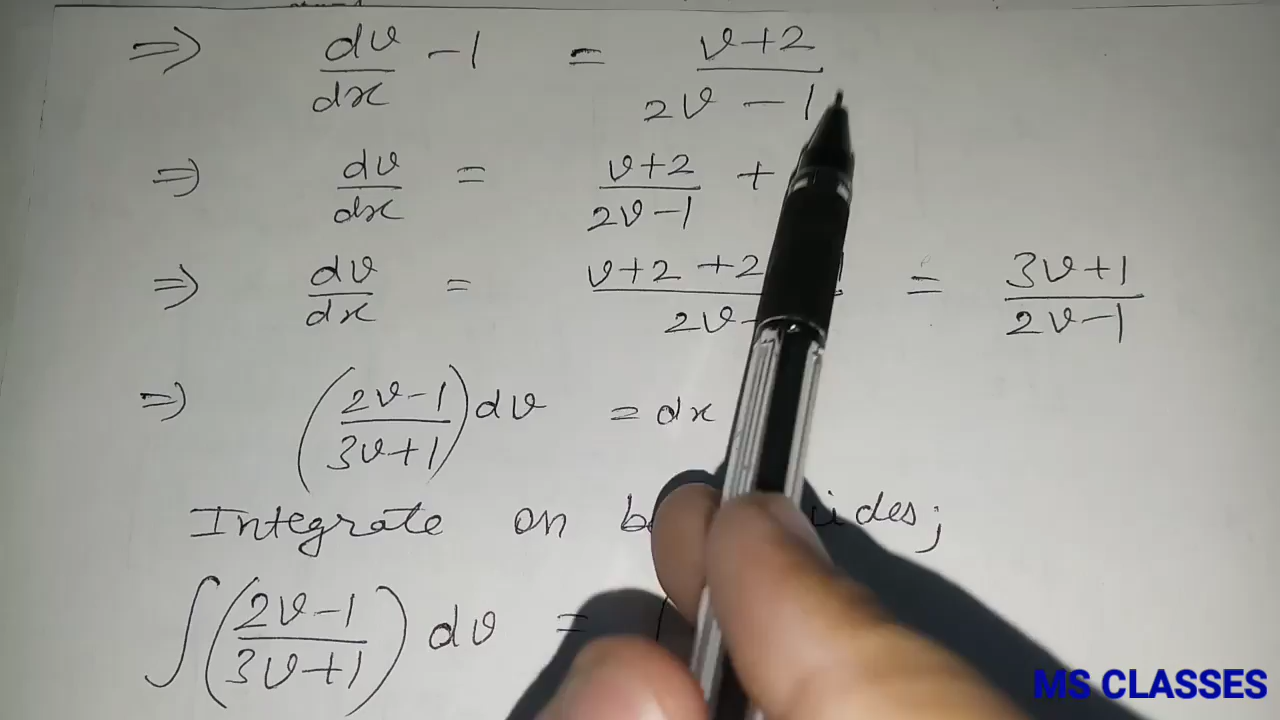 ⇒ dv/dx - 1 = v+2/2v - 1
⇒ dv/dx = v+2/2v-1 +
⇒ dv/dx = v+2 +2/2v- = 3v+1/2v-1
⇒ (2v-1/3v+1) dv = dx
Integrate on
∫(2v-1/3v+1) dv =
MS CLASSES